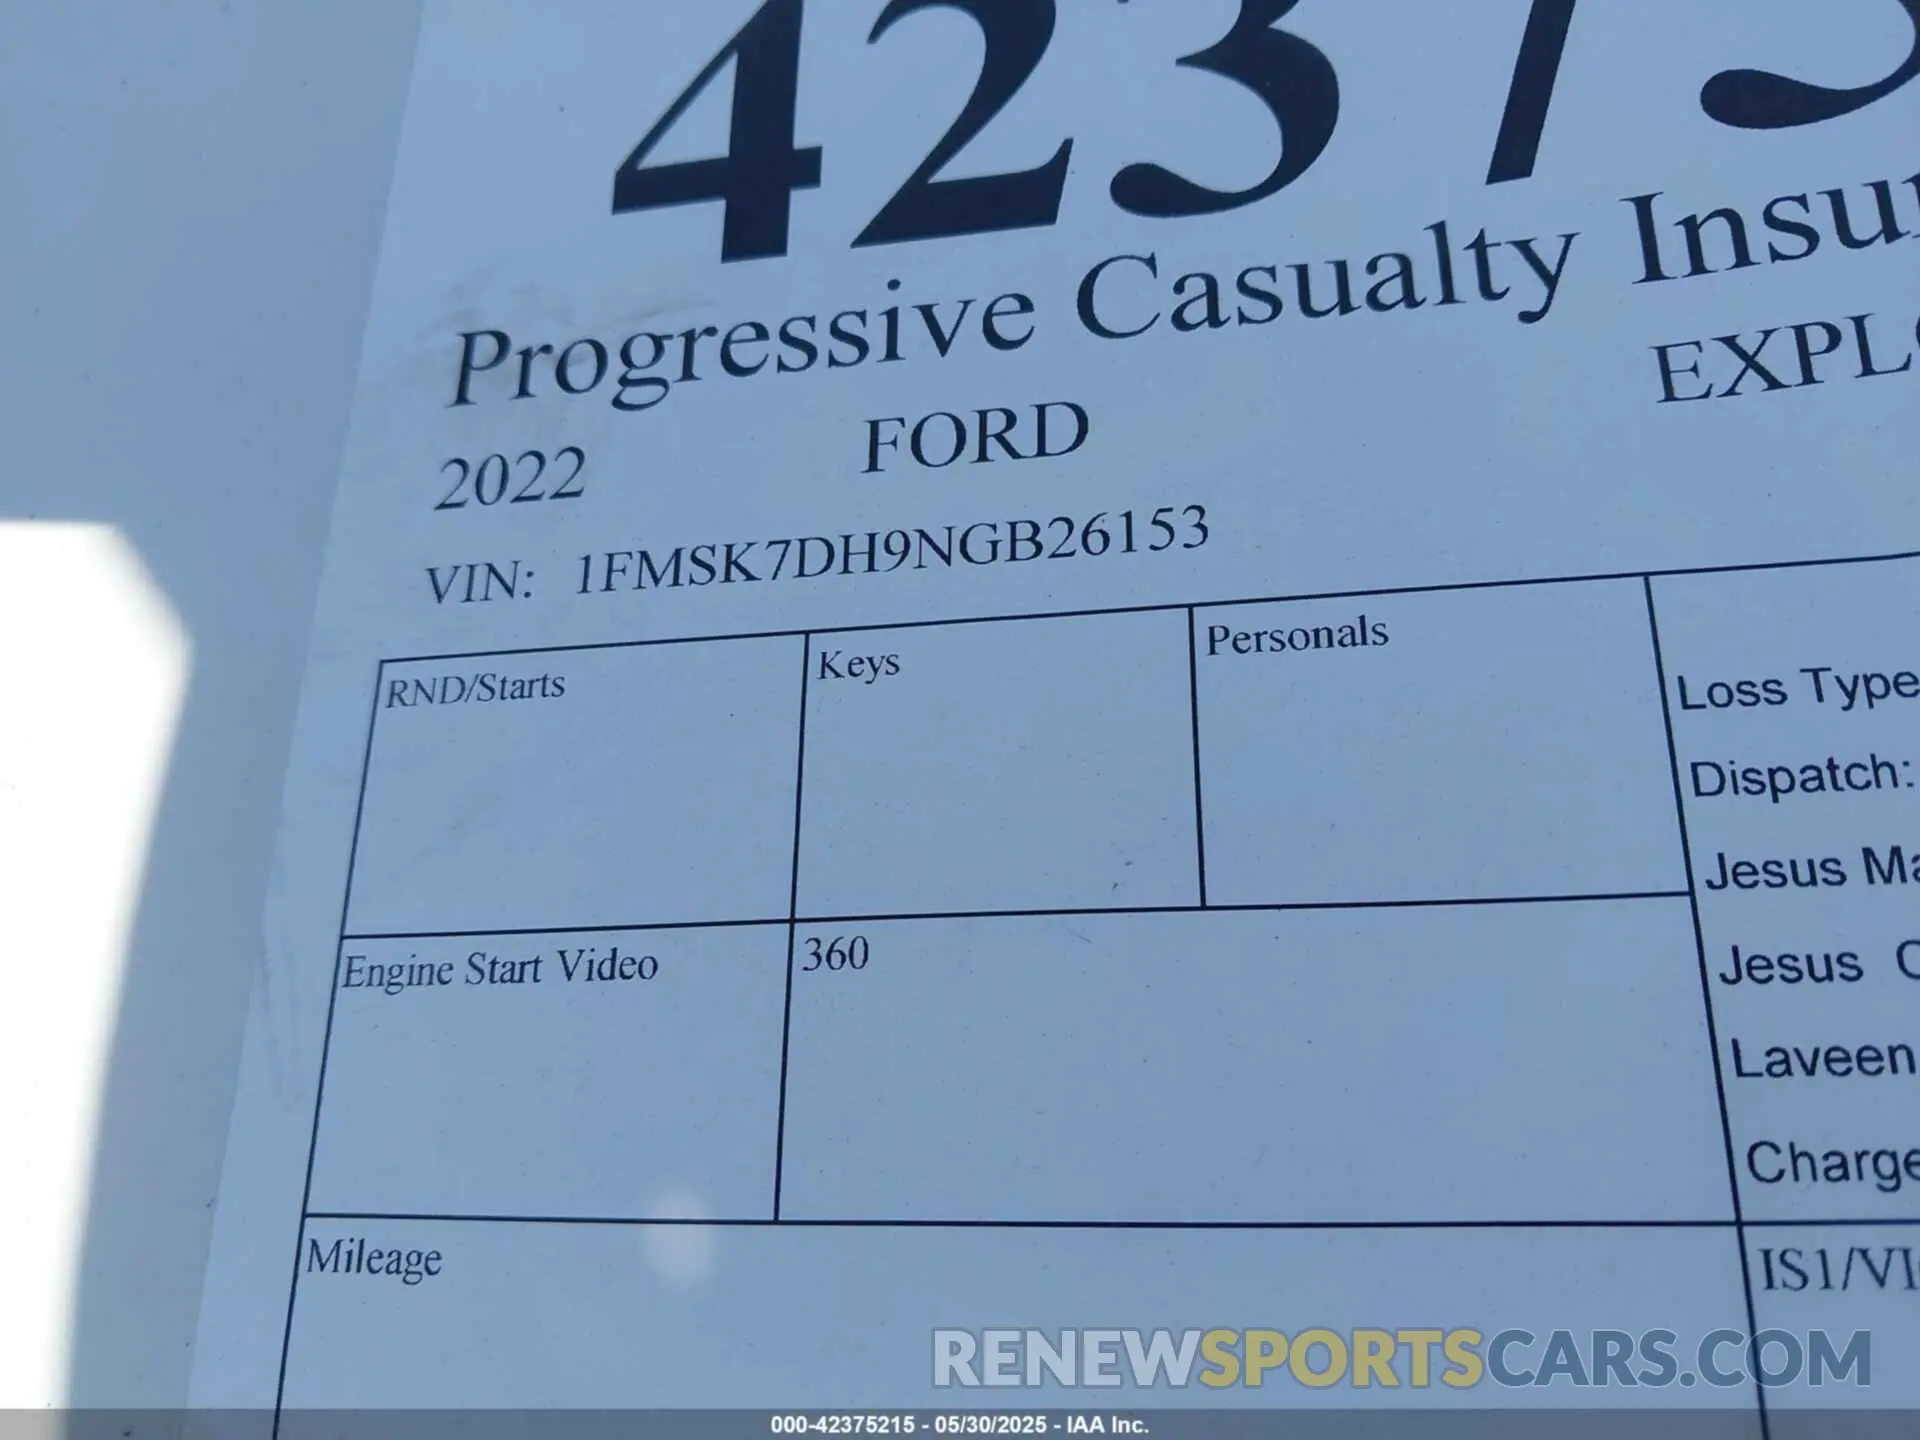 42375
Progressive Casualty Insu
2022 FORD EXPL
VIN: 1FMSK7DH9NGB26153
RND/Starts Keys Personals
Loss Type
Dispatch:
Jesus Ma
Engine Start Video 360
Jesus
Laveen
Charge
Mileage IS1/VI
RENEWSPORTSCARS.COM
000-42375215 - 05/30/2025 - IAA Inc.